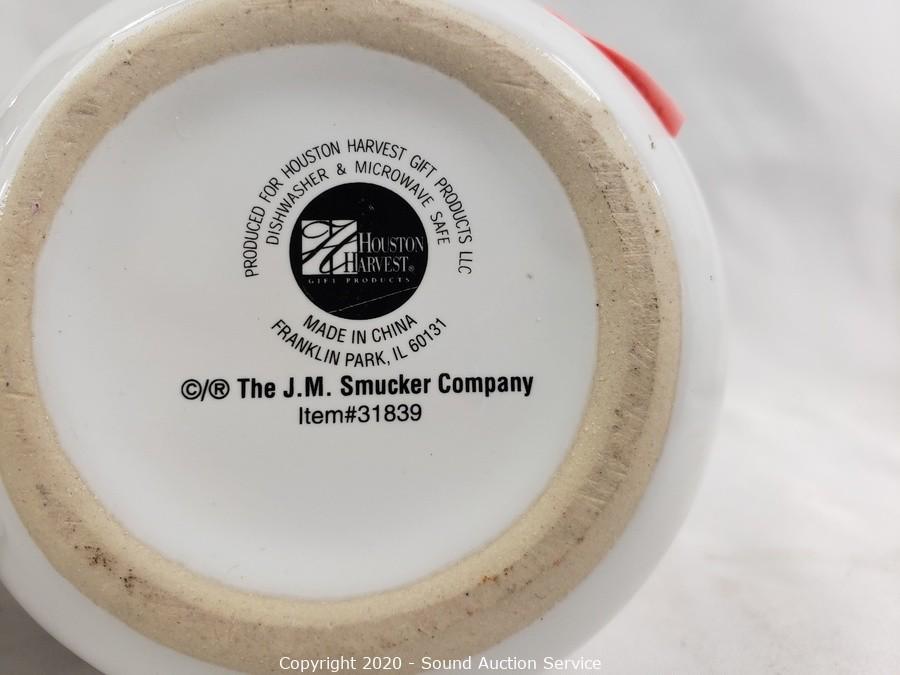 PRODUCED FOR HOUSTON HARVEST GIFT PRODUCTS LLC
DISHWASHER & MICROWAVE SAFE
H
HOUSTON
HARVEST®
GIFT PRODUCTS
MADE IN CHINA
FRANKLIN PARK, IL 60131
©/® The J.M. Smucker Company
Item#31839
Copyright 2020 - Sound Auction Service